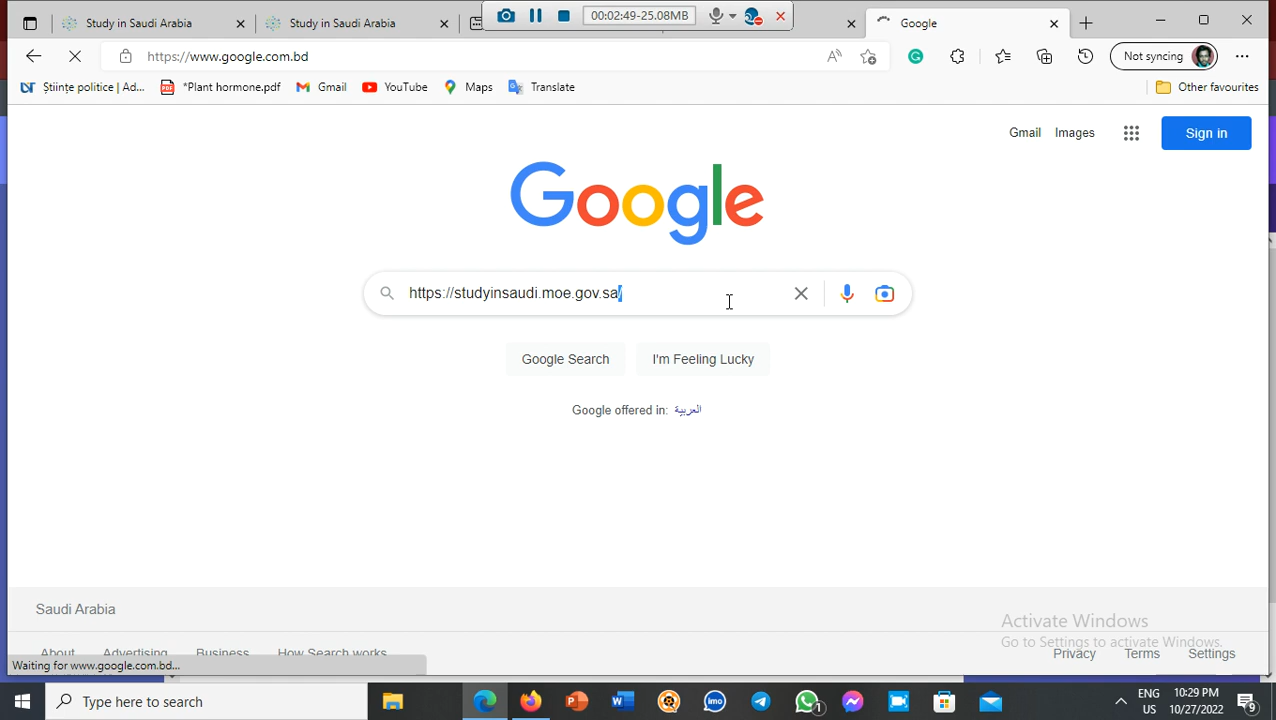 Study in Saudi Arabia
Study in Saudi Arabia
00:02:49-25.08MB
Google
https://www.google.com.bd
Not syncing
Științe politice | Ad...
*Plant hormone.pdf
Gmail
YouTube
Maps
Translate
Other favourites
Gmail
Images
Sign in
Google
https://studyinsaudi.moe.gov.sa/
Google Search
I'm Feeling Lucky
Google offered in: العربية
Saudi Arabia
Activate Windows
Go to Settings to activate Windows.
About
Advertising
Business
How Search works
Privacy
Terms
Settings
Waiting for www.google.com.bd...
Type here to search
imo
1
ENG
US
10:29 PM
10/27/2022
9